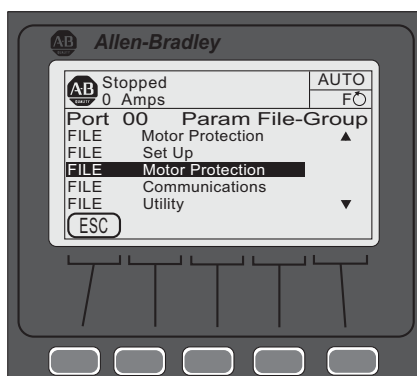 AB Allen-Bradley
AB QUALITY Stopped AUTO
0 Amps F
Port 00 Param File-Group
FILE Motor Protection
FILE Set Up
FILE Motor Protection
FILE Communications
FILE Utility
ESC